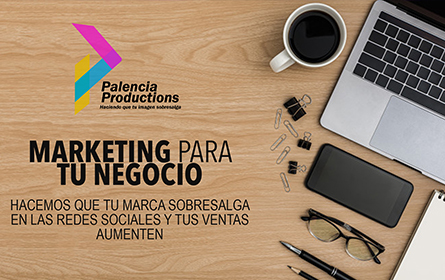 Palencia
Productions
Haciendo que tu imagen sobresalga
MARKETING PARA
TU NEGOCIO
HACEMOS QUE TU MARCA SOBRESALGA
EN LAS REDES SOCIALES Y TUS VENTAS
AUMENTEN